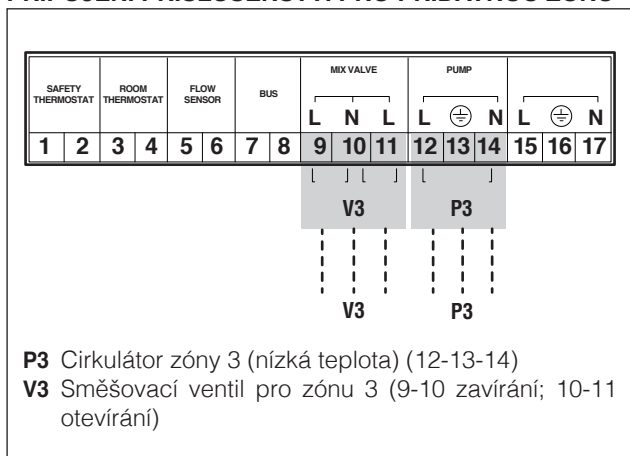 SAFETY THERMOSTAT ROOM THERMOSTAT FLOW SENSOR BUS MIX VALVE PUMP
L N L L N L N
1 2 3 4 5 6 7 8 9 10 11 12 13 14 15 16 17
V3 P3
V3 P3
P3 Cirkulátor zóny 3 (nízká teplota) (12-13-14)
V3 Směšovací ventil pro zónu 3 (9-10 zavírání; 10-11
otevírání)